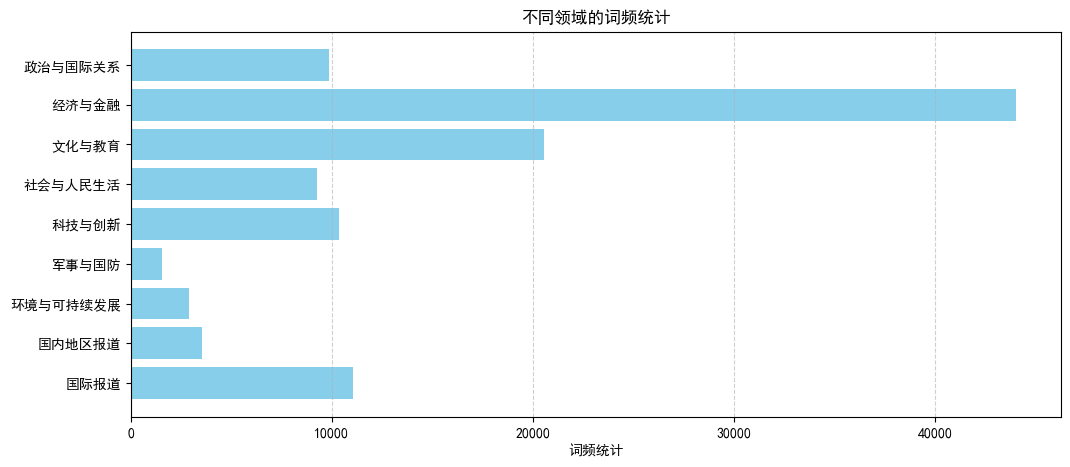 不同领域的词频统计
政治与国际关系
经济与金融
文化与教育
社会与人民生活
科技与创新
军事与国防
环境与可持续发展
国内地区报道
国际报道
0 10000 20000 30000 40000
词频统计